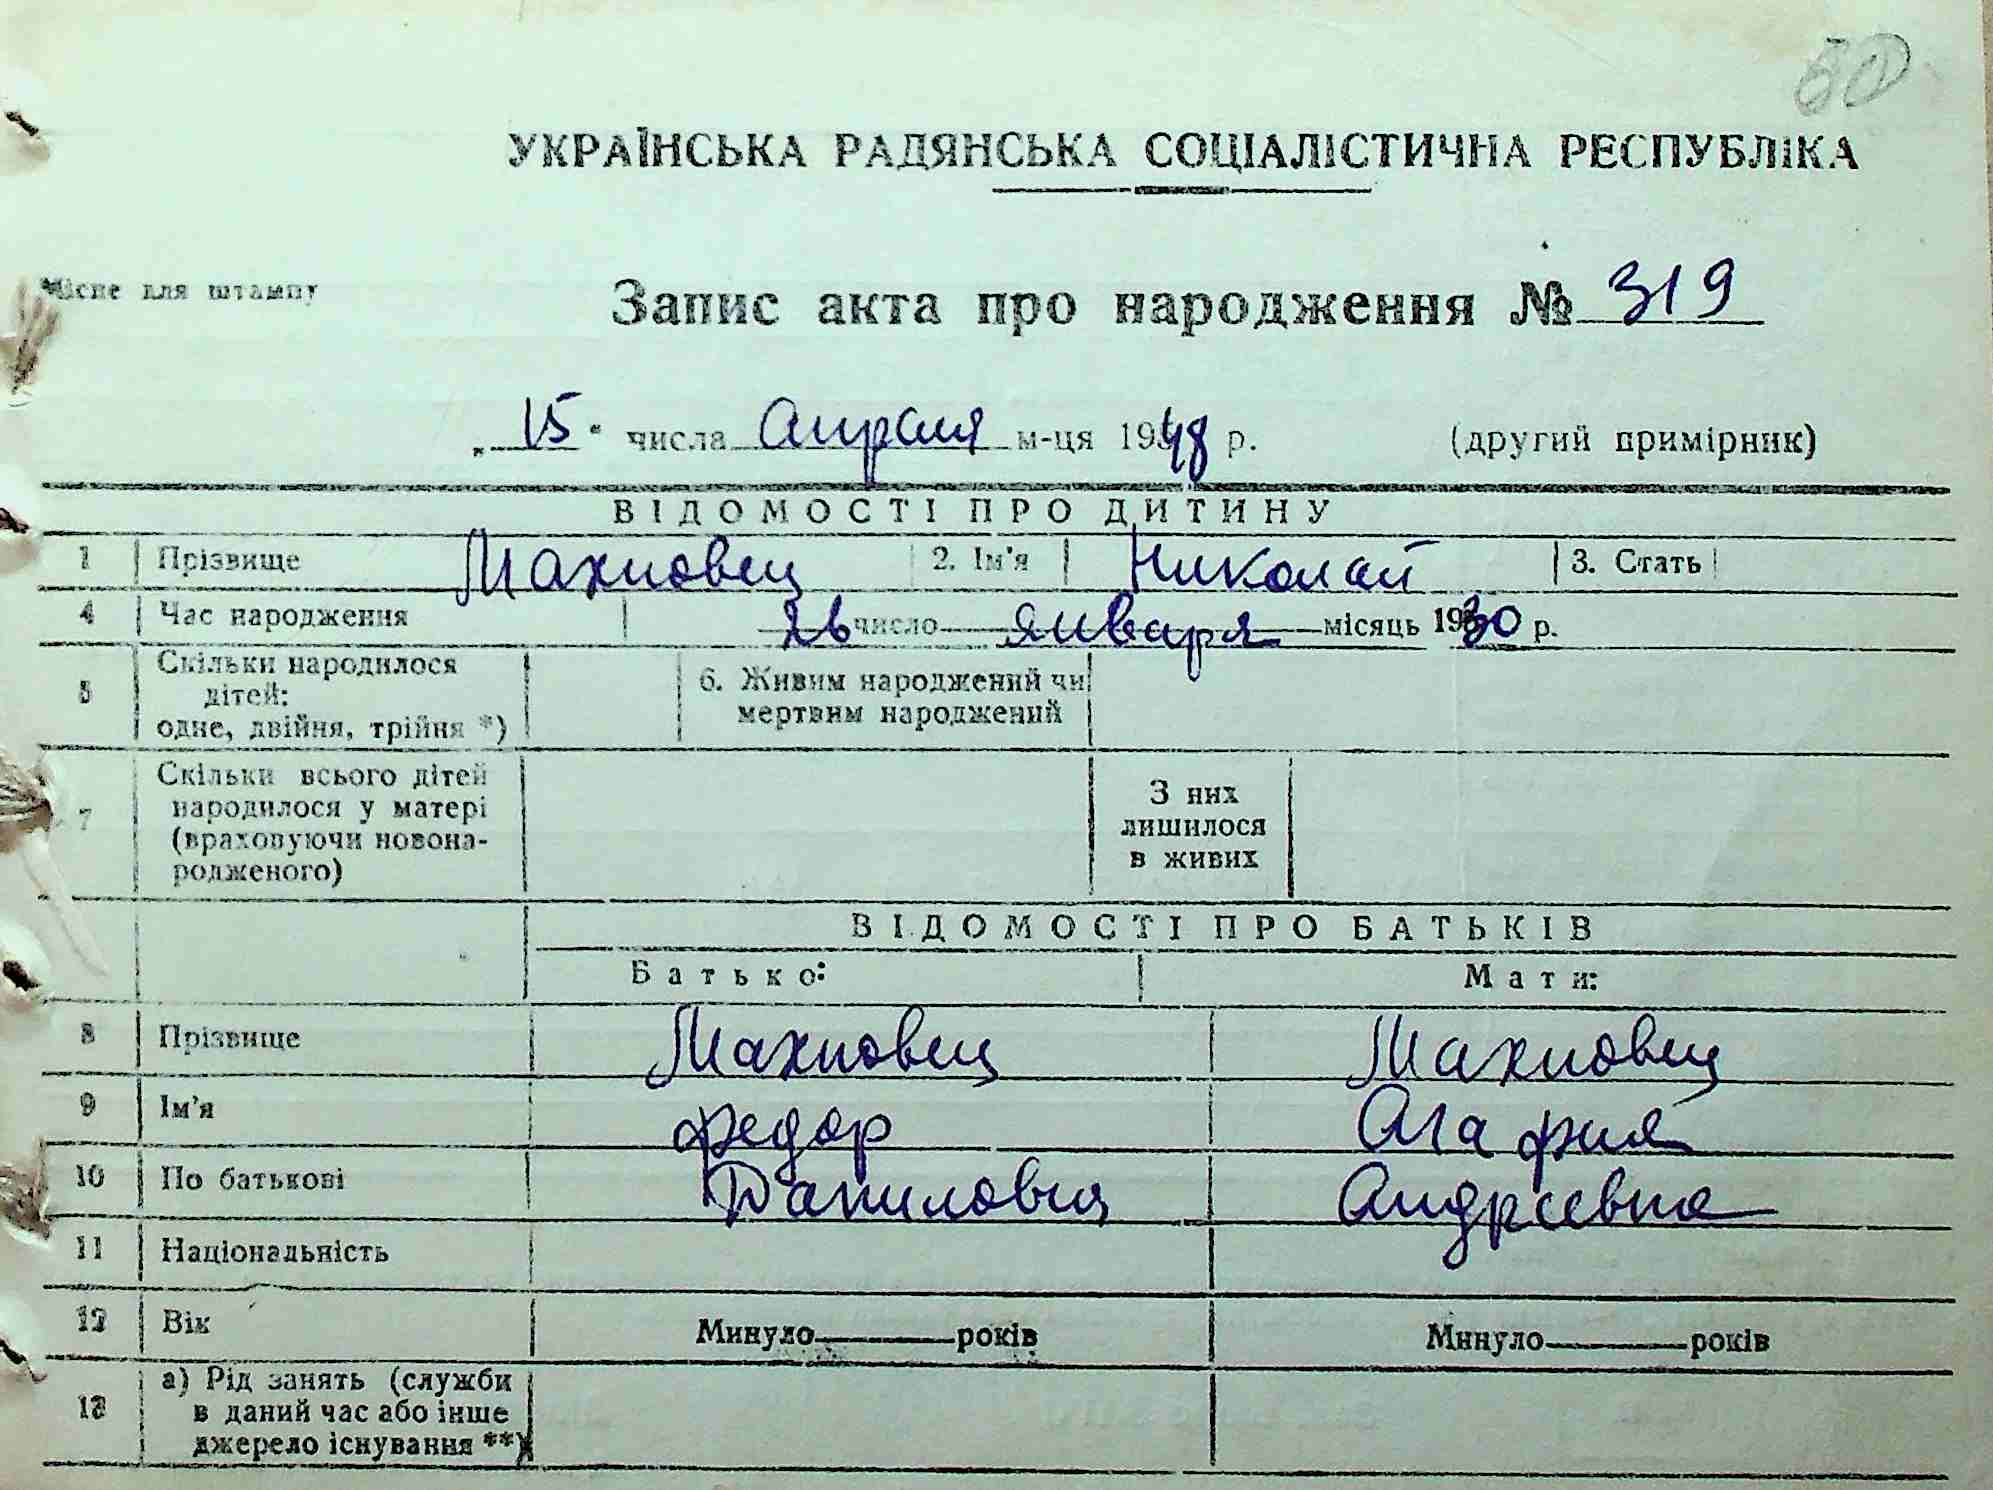 50
УКРАЇНСЬКА РАДЯНСЬКА СОЦІАЛІСТИЧНА РЕСПУБЛІКА
Місце для штампу
Запис акта про народження № 319
„ 15 " числа апреля м-ця 1948 р. (другий примірник)
ВІДОМОСТІ ПРО ДИТИНУ
1 Прізвище Махновец 2. Ім'я Николай 3. Стать
4 Час народження 26 число января місяць 1930 р.
5 Скільки народилося дітей: одне, двійня, трійня *) 6. Живим народжений чи мертвим народжений
7 Скільки всього дітей народилося у матері (враховуючи новонародженого) З них лишилося в живих
ВІДОМОСТІ ПРО БАТЬКІВ
Батько: Мати:
8 Прізвище Махновец Махновец
9 Ім'я Федор Агафия
10 По батькові Данилович Андреевна
11 Національність
12 Вік Минуло років Минуло років
13 а) Рід занять (служби в даний час або інше джерело існування **)